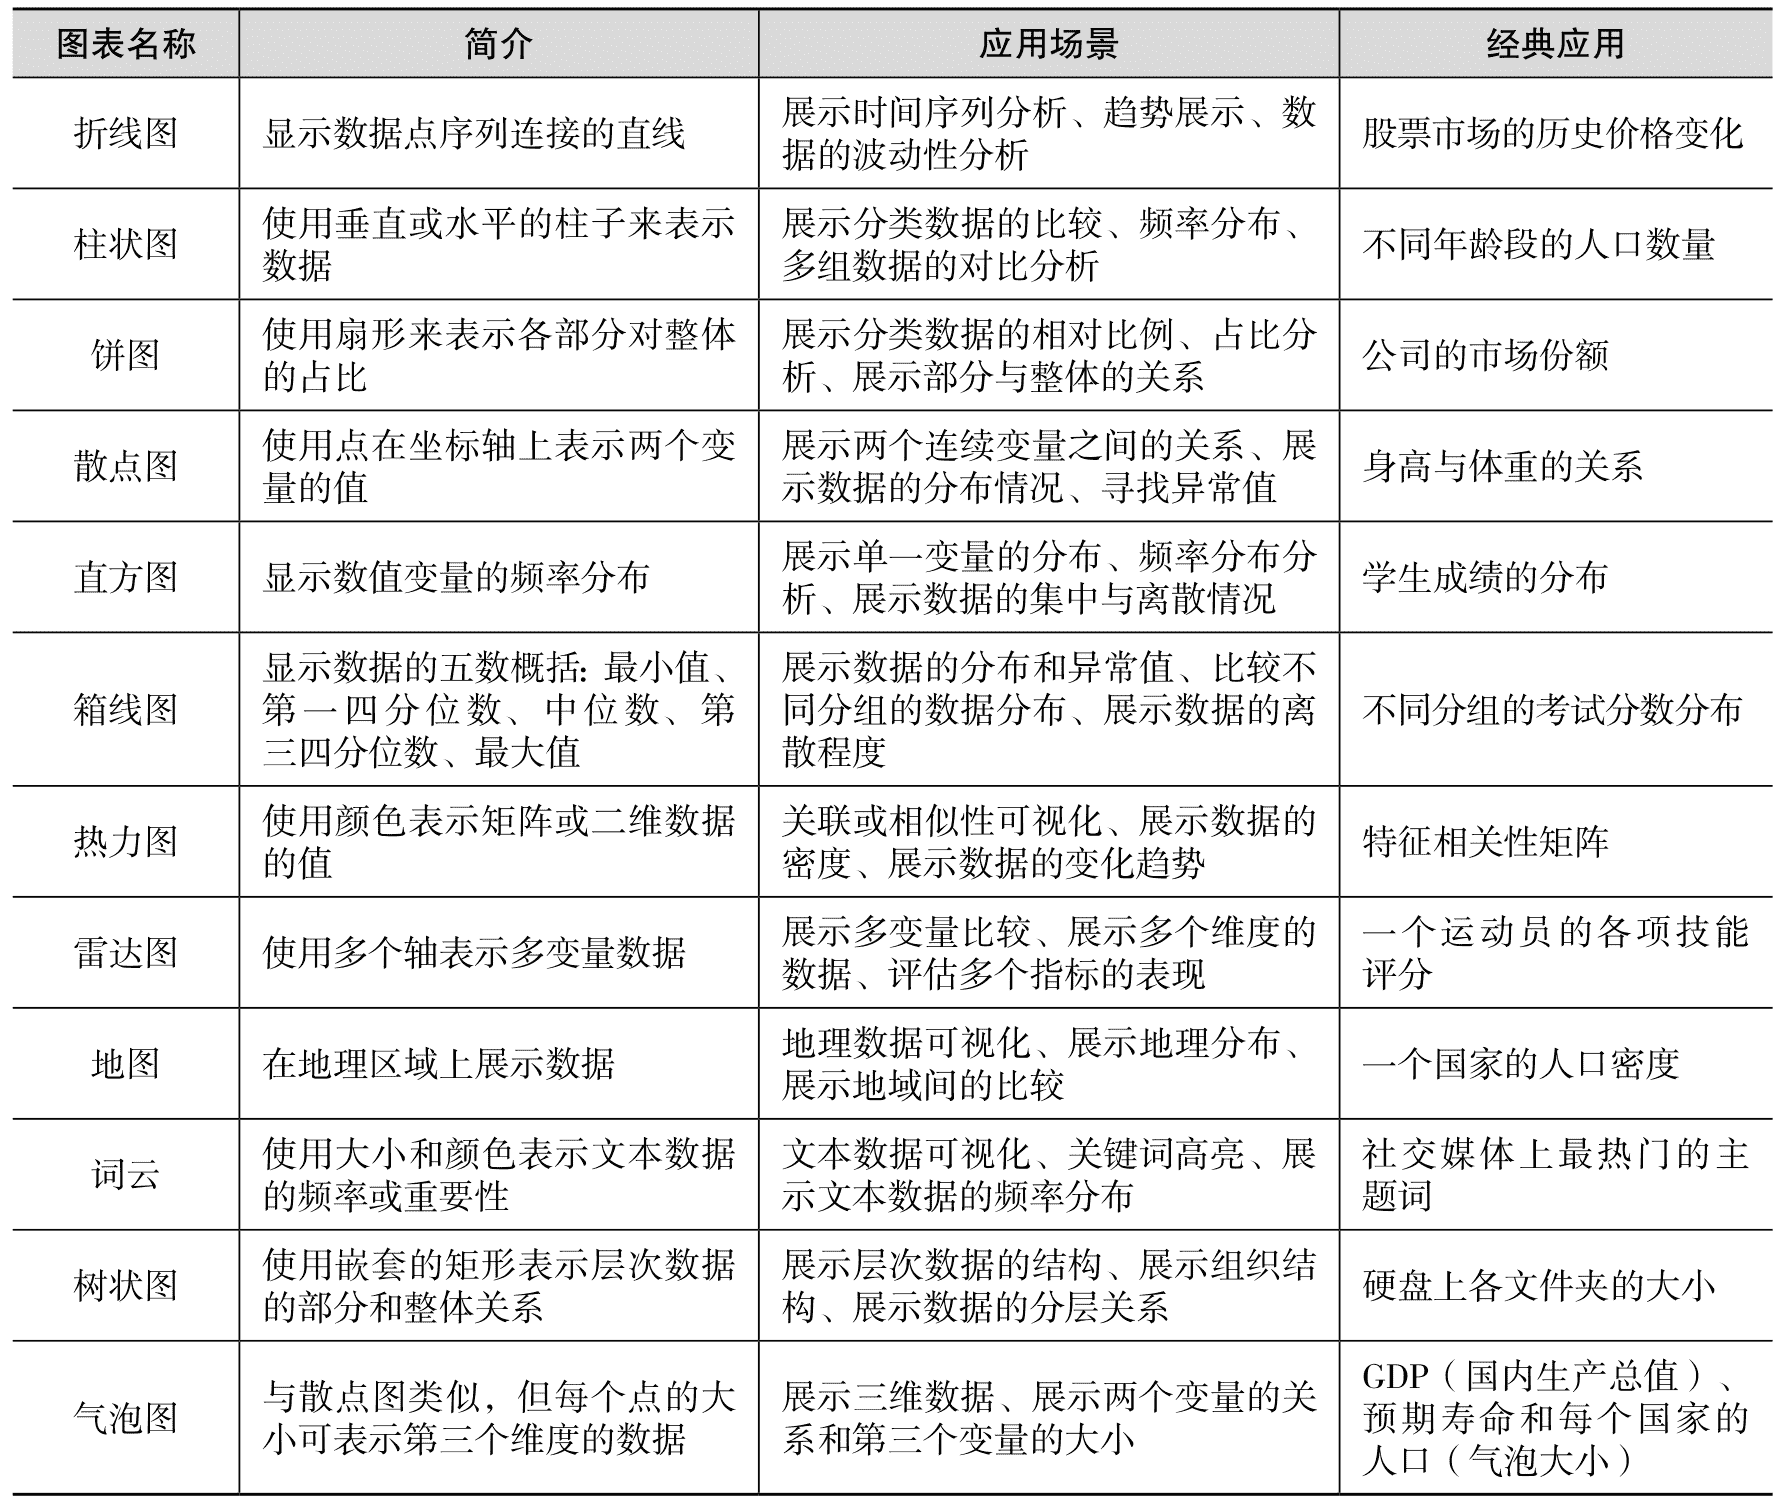 图表名称 简介 应用场景 经典应用
折线图
显示数据点序列连接的直线
展示时间序列分析、趋势展示、数
据的波动性分析
股票市场的历史价格变化
柱状图
使用垂直或水平的柱子来表示
数据
展示分类数据的比较、频率分布、
多组数据的对比分析
不同年龄段的人口数量
饼图
使用扇形来表示各部分对整体
的占比
展示分类数据的相对比例、占比分
析、展示部分与整体的关系
公司的市场份额
散点图
使用点在坐标轴上表示两个变
量的值
展示两个连续变量之间的关系、展
示数据的分布情况、寻找异常值
身高与体重的关系
直方图
显示数值变量的频率分布
展示单一变量的分布、频率分布分
析、展示数据的集中与离散情况
学生成绩的分布
箱线图
显示数据的五数概括：最小值、
第一四分位数、中位数、第
三四分位数、最大值
展示数据的分布和异常值、比较不
同分组的数据分布、展示数据的离
散程度
不同分组的考试分数分布
热力图
使用颜色表示矩阵或二维数据
的值
关联或相似性可视化、展示数据的
密度、展示数据的变化趋势
特征相关性矩阵
雷达图
使用多个轴表示多变量数据
展示多变量比较、展示多个维度的
数据、评估多个指标的表现
一个运动员的各项技能
评分
地图
在地理区域上展示数据
地理数据可视化、展示地理分布、
展示地域间的比较
一个国家的人口密度
词云
使用大小和颜色表示文本数据
的频率或重要性
文本数据可视化、关键词高亮、展
示文本数据的频率分布
社交媒体上最热门的主
题词
树状图
使用嵌套的矩形表示层次数据
的部分和整体关系
展示层次数据的结构、展示组织结
构、展示数据的分层关系
硬盘上各文件夹的大小
气泡图
与散点图类似，但每个点的大
小可表示第三个维度的数据
展示三维数据、展示两个变量的关
系和第三个变量的大小
GDP（国内生产总值）、
预期寿命和每个国家的
人口（气泡大小）